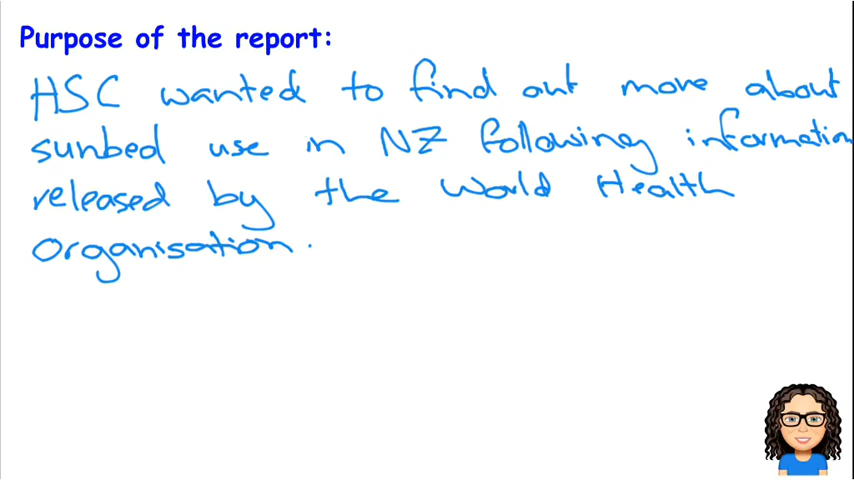 Purpose of the report:
HSC wanted to find out more about
sunbed use in NZ following information
released by the World Health
Organisation.